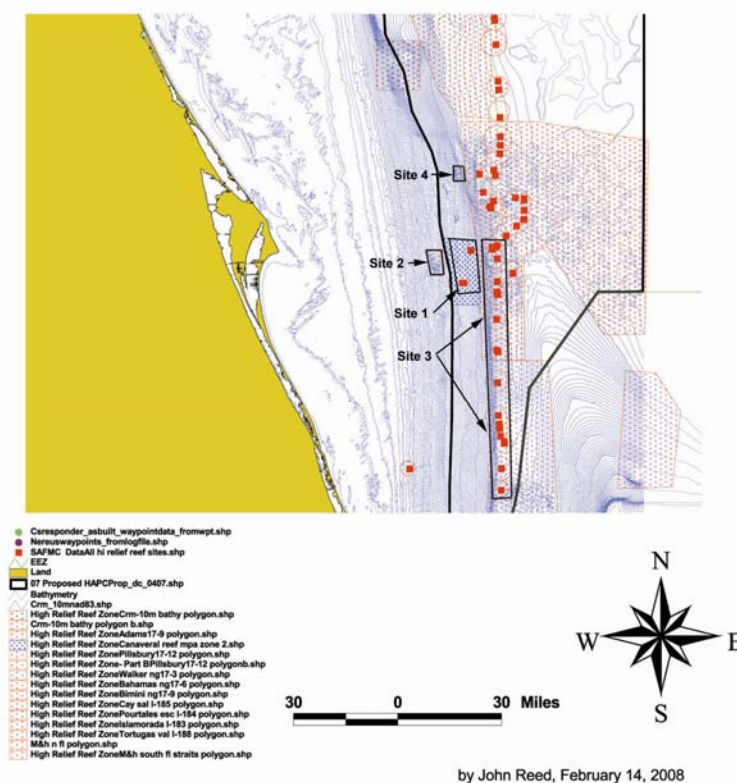 Site 4
Site 2
Site 1
Site 3
Csresponder_asbuilt_waypointdata_fromwpt.shp
Nereuswaypoints_fromlogfile.shp
SAFMC DataAll hi relief reef sites.shp
EEZ
Land
07 Proposed HAPCProp_dc_0407.shp
Bathymetry
Crm_10mnad83.shp
High Relief Reef ZoneCrm-10m bathy polygon.shp
Crm-10m bathy polygon b.shp
High Relief Reef ZoneAdams17-9 polygon.shp
High Relief Reef ZoneCanaveral reef mpa zone 2.shp
High Relief Reef ZonePillsbury17-12 polygon.shp
High Relief Reef Zone- Part BPillsbury17-12 polygonb.shp
High Relief Reef ZoneWalker ng17-3 polygon.shp
High Relief Reef ZoneBahamas ng17-6 polygon.shp
High Relief Reef ZoneBimini ng17-9 polygon.shp
High Relief Reef ZoneCay sal l-185 polygon.shp
High Relief Reef ZonePourtales esc l-184 polygon.shp
High Relief Reef ZoneIslamorada l-183 polygon.shp
High Relief Reef ZoneTortugas val l-188 polygon.shp
M&h n fl polygon.shp
High Relief Reef ZoneM&h south fl straits polygon.shp
N
W E
S
30 0 30 Miles
by John Reed, February 14, 2008